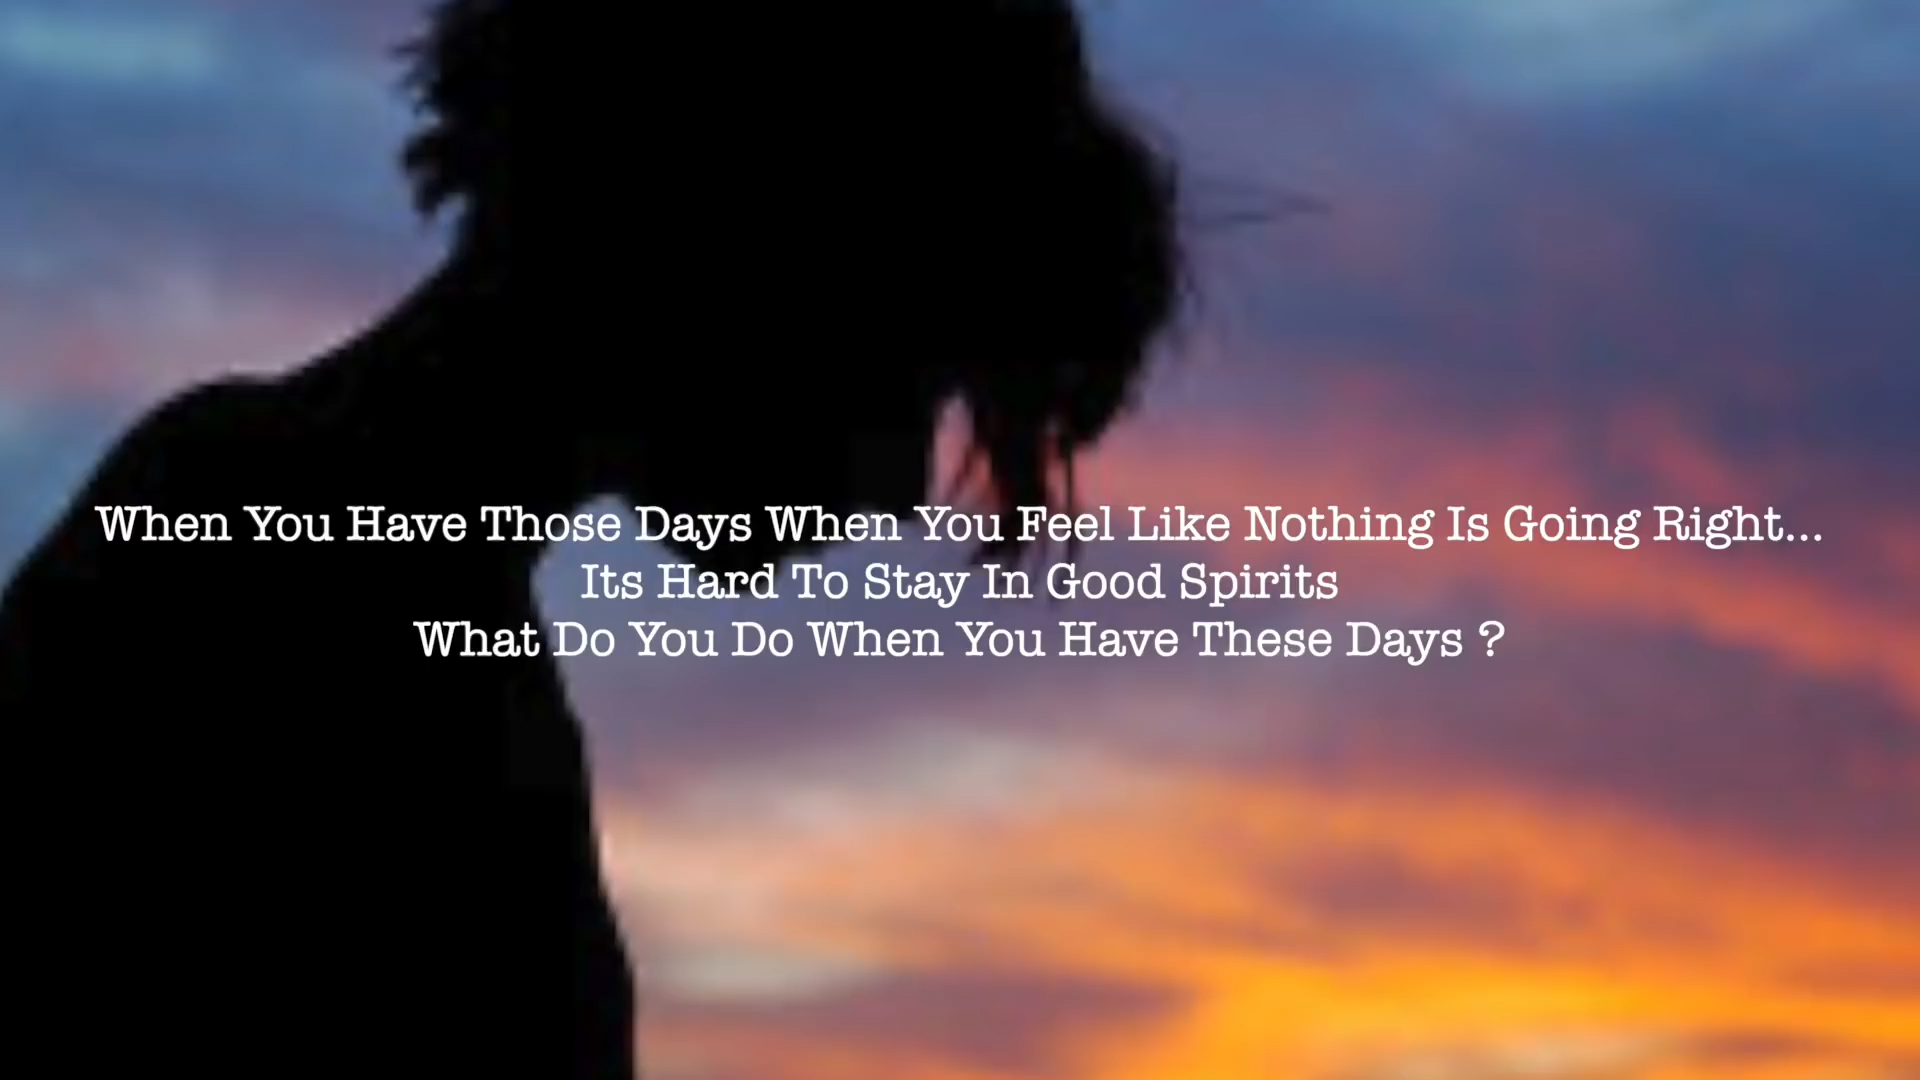 When You Have Those Days When You Feel Like Nothing Is Going Right...
Its Hard To Stay In Good Spirits
What Do You Do When You Have These Days ?